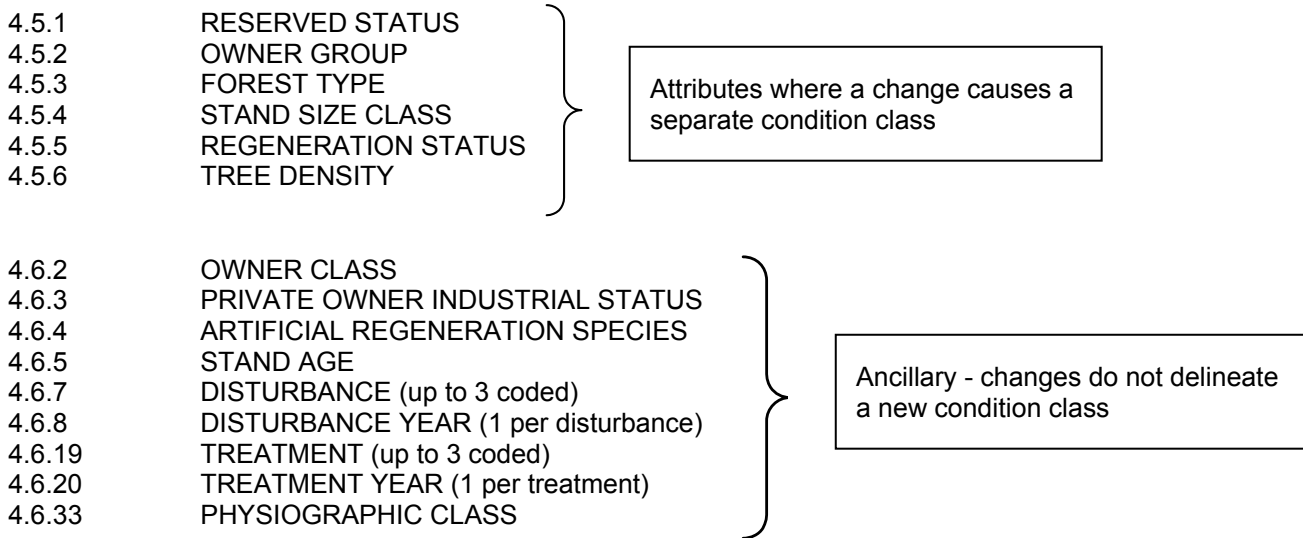 4.5.1 RESERVED STATUS
4.5.2 OWNER GROUP
4.5.3 FOREST TYPE
4.5.4 STAND SIZE CLASS
4.5.5 REGENERATION STATUS
4.5.6 TREE DENSITY
Attributes where a change causes a
separate condition class
4.6.2 OWNER CLASS
4.6.3 PRIVATE OWNER INDUSTRIAL STATUS
4.6.4 ARTIFICIAL REGENERATION SPECIES
4.6.5 STAND AGE
4.6.7 DISTURBANCE (up to 3 coded)
4.6.8 DISTURBANCE YEAR (1 per disturbance)
4.6.19 TREATMENT (up to 3 coded)
4.6.20 TREATMENT YEAR (1 per treatment)
4.6.33 PHYSIOGRAPHIC CLASS
Ancillary - changes do not delineate
a new condition class